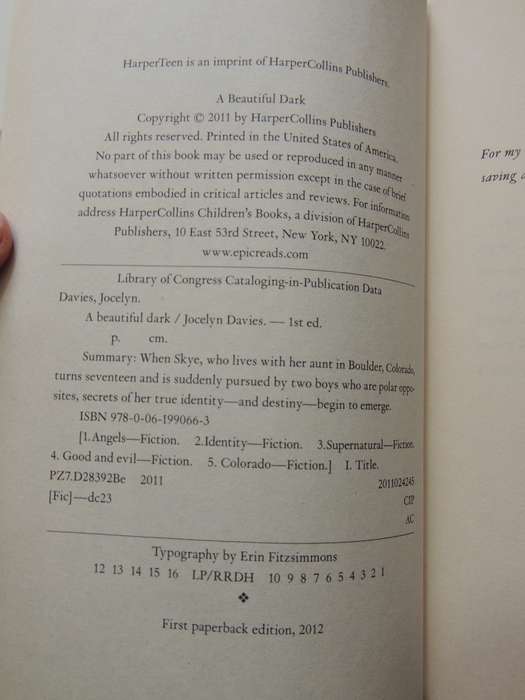 HarperTeen is an imprint of HarperCollins Publishers.
A Beautiful Dark
Copyright © 2011 by HarperCollins Publishers
All rights reserved. Printed in the United States of America.
No part of this book may be used or reproduced in any manner
whatsoever without written permission except in the case of brief
quotations embodied in critical articles and reviews. For information
address HarperCollins Children's Books, a division of HarperCollins
Publishers, 10 East 53rd Street, New York, NY 10022.
www.epicreads.com
Library of Congress Cataloging-in-Publication Data
Davies, Jocelyn.
A beautiful dark / Jocelyn Davies. — 1st ed.
p. cm.
Summary: When Skye, who lives with her aunt in Boulder, Colorado,
turns seventeen and is suddenly pursued by two boys who are polar oppo-
sites, secrets of her true identity—and destiny—begin to emerge.
ISBN 978-0-06-199066-3
[1.Angels—Fiction. 2.Identity—Fiction. 3.Supernatural—Fiction.
4. Good and evil—Fiction. 5. Colorado—Fiction.] I. Title.
PZ7.D28392Be 2011 2011024245
[Fic]—dc23 CIP
AC
Typography by Erin Fitzsimmons
12 13 14 15 16 LP/RRDH 10 9 8 7 6 5 4 3 2 1
❖
First paperback edition, 2012
For my
saving